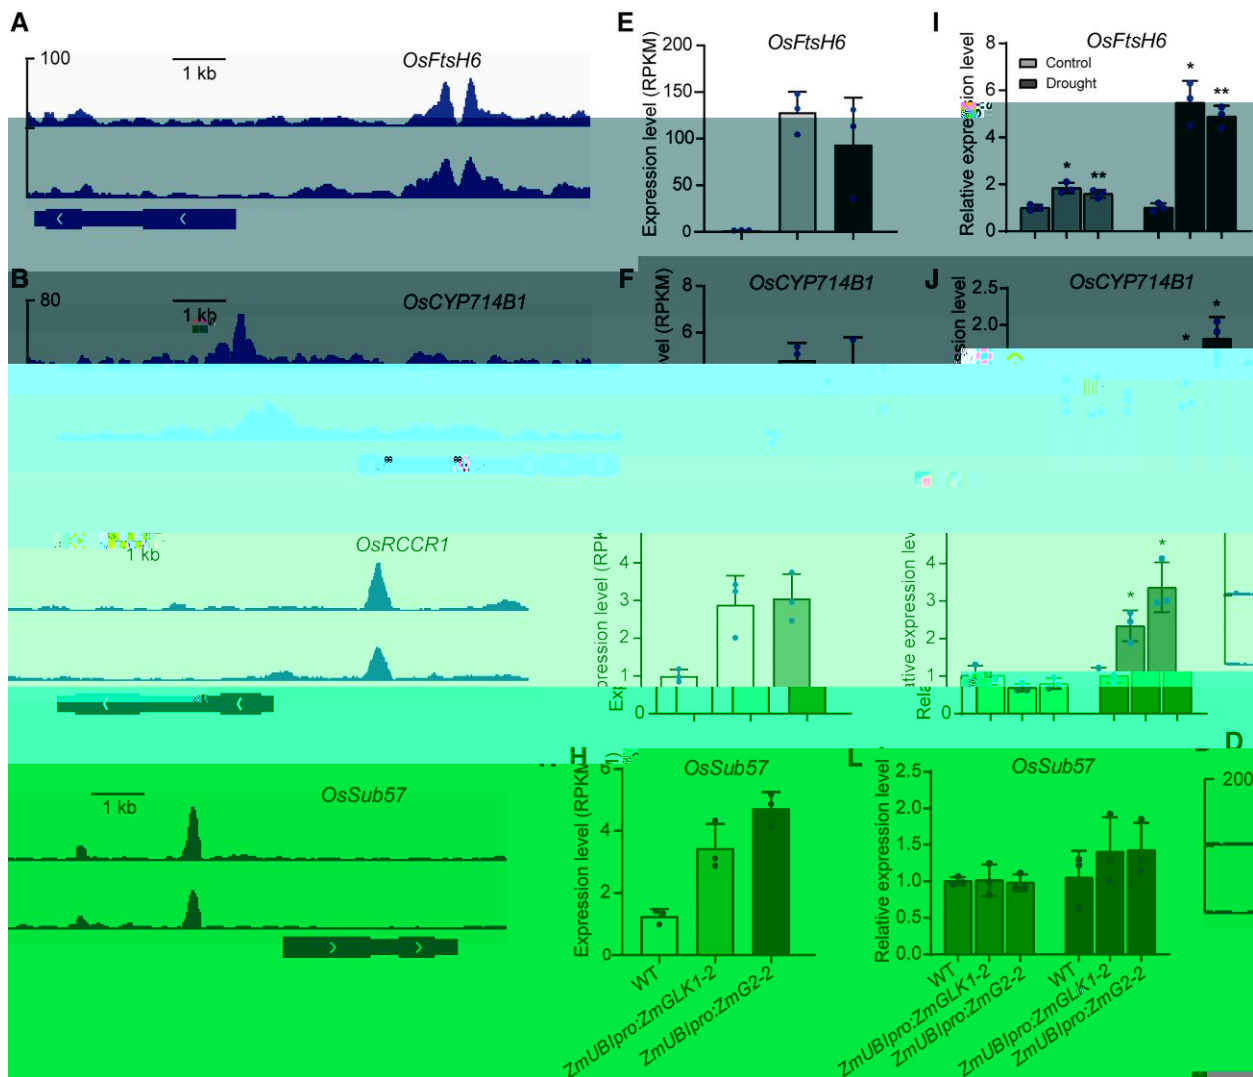 A
100
1 kb
OsFtsH6
E
OsFtsH6
Expression level (RPKM)
200
150
100
50
0
I
OsFtsH6
Control
Drought
Relative expression level
8
6
4
2
0
*
**
*
**
B
80
1 kb
OsCYP714B1
F
OsCYP714B1
8
6
J
OsCYP714B1
2.5
2.0
*
*
1 kb
OsRCCR1
4
3
2
1
0
Relative expression level
4
3
2
1
0
*
*
1 kb
OsSub57
H
OsSub57
Expression level (RPKM)
6
4
2
0
WT
ZmUBIpro:ZmGLK1-2
ZmUBIpro:ZmG2-2
L
OsSub57
Relative expression level
2.5
2.0
1.5
1.0
0.5
0.0
WT
ZmUBIpro:ZmGLK1-2
ZmUBIpro:ZmG2-2
WT
ZmUBIpro:ZmGLK1-2
ZmUBIpro:ZmG2-2
D
200